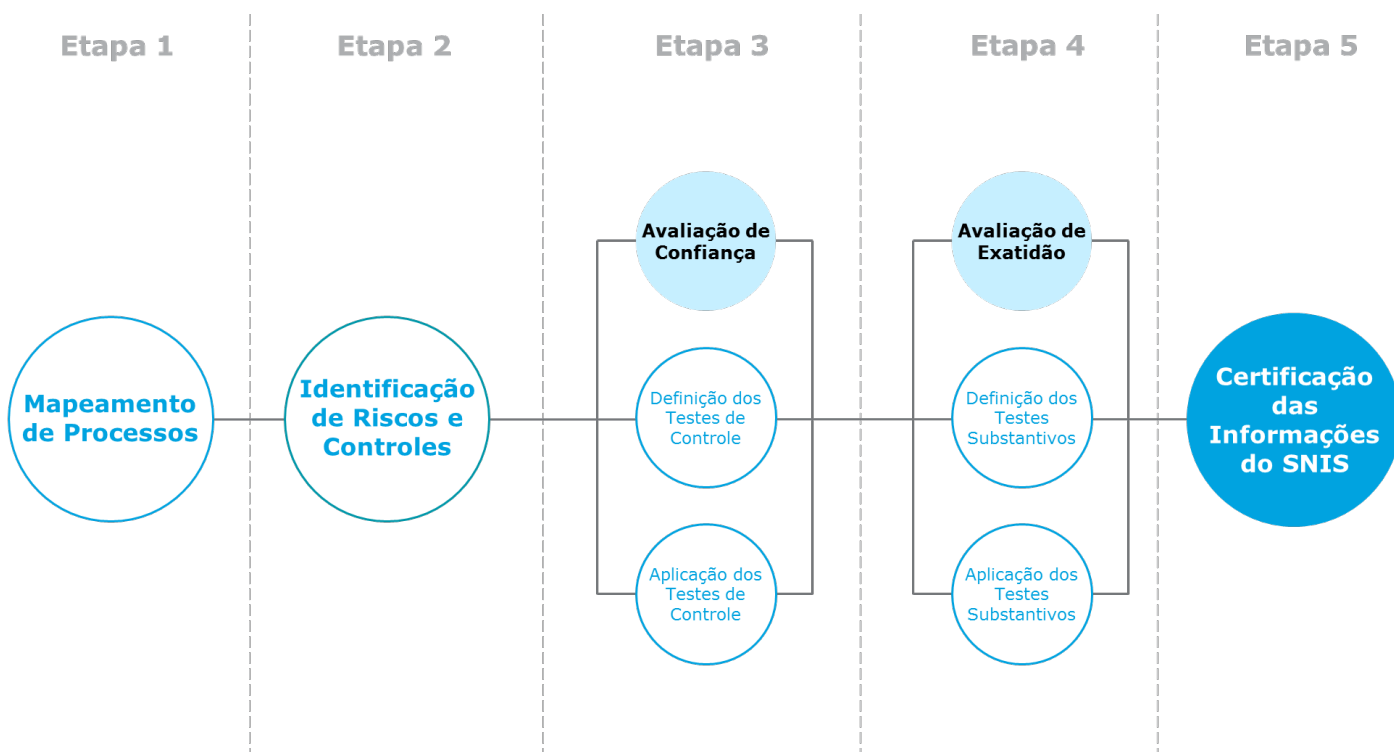 Etapa 1
Etapa 2
Etapa 3
Etapa 4
Etapa 5
Mapeamento
de Processos
Identificação
de Riscos e
Controles
Avaliação de
Confiança
Definição dos
Testes de
Controle
Aplicação dos
Testes de
Controle
Avaliação de
Exatidão
Definição dos
Testes
Substantivos
Aplicação dos
Testes
Substantivos
Certificação
das
Informações
do SNIS